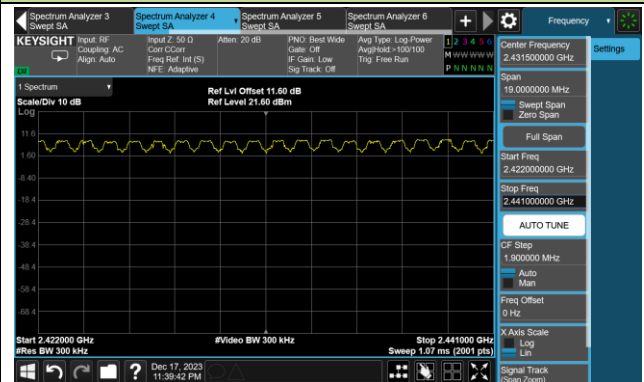 Spectrum Analyzer 3
Swept SA
Spectrum Analyzer 4
Swept SA
Spectrum Analyzer 5
Swept SA
Spectrum Analyzer 6
Swept SA
+
Frequency
KEYSIGHT
Input: RF
Coupling: AC
Align: Auto
Input Z: 50 Ω
Corr CCorr
Freq Ref: Int (S)
NFE: Adaptive
Atten: 20 dB
PNO: Best Wide
Gate: Off
IF Gain: Low
Sig Track: Off
Avg Type: Log-Power
Avg|Hold:>100/100
Trig: Free Run
1 2 3 4 5 6
M W W W W W
P N N N N N
LXI
1 Spectrum
Scale/Div 10 dB
Ref Lvl Offset 11.60 dB
Ref Level 21.60 dBm
Log
11.6
1.60
-8.40
-18.4
-28.4
-38.4
-48.4
-58.4
-68.4
Start 2.422000 GHz
#Res BW 300 kHz
#Video BW 300 kHz
Stop 2.441000 GHz
Sweep 1.07 ms (2001 pts)
Dec 17, 2023
11:39:42 PM
Center Frequency
2.431500000 GHz
Settings
Span
19.0000000 MHz
Swept Span
Zero Span
Full Span
Start Freq
2.422000000 GHz
Stop Freq
2.441000000 GHz
AUTO TUNE
CF Step
1.900000 MHz
Auto
Man
Freq Offset
0 Hz
X Axis Scale
Log
Lin
Signal Track
(Span Zoom)